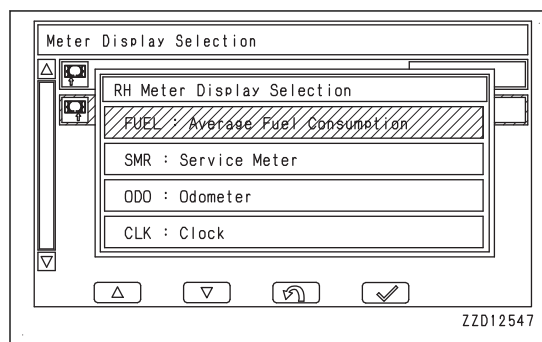 Meter Display Selection
RH Meter Display Selection
FUEL : Average Fuel Consumption
SMR : Service Meter
ODO : Odometer
CLK : Clock
ZZD12547